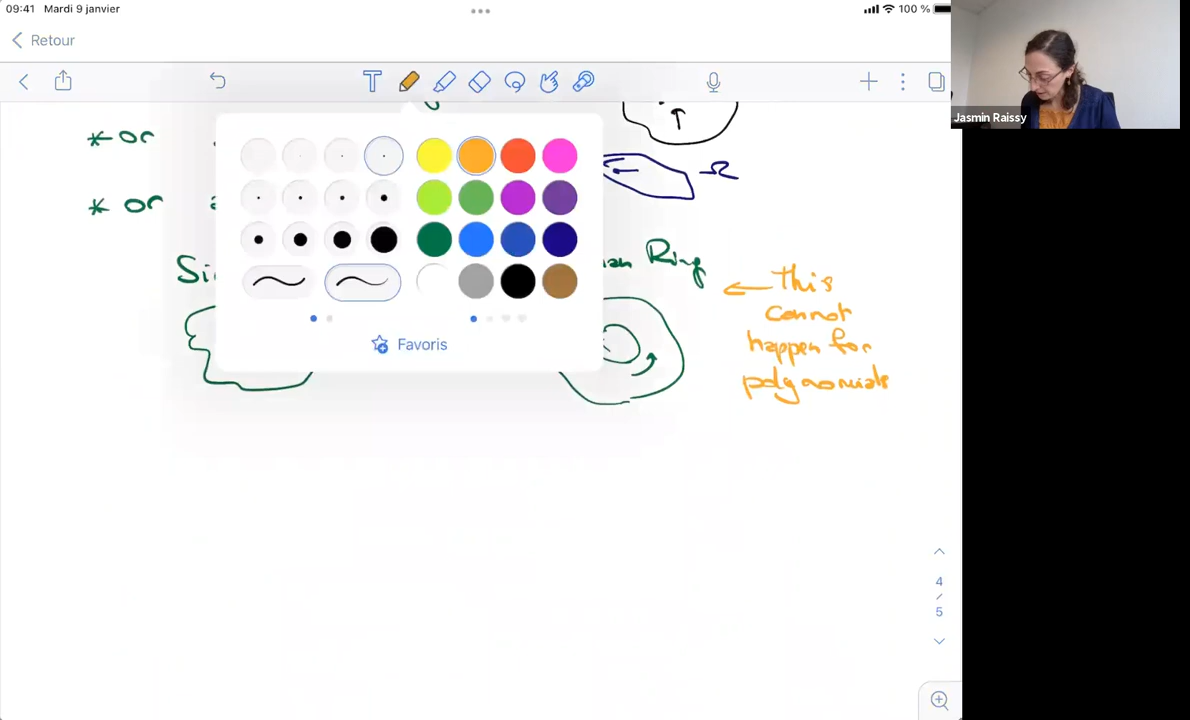 09:41 Mardi 9 janvier
100 %
Retour
Jasmin Raissy
* or
Ω
* or
Ring
← this
cannot
happen for
polynomials
Favoris
4
/
5